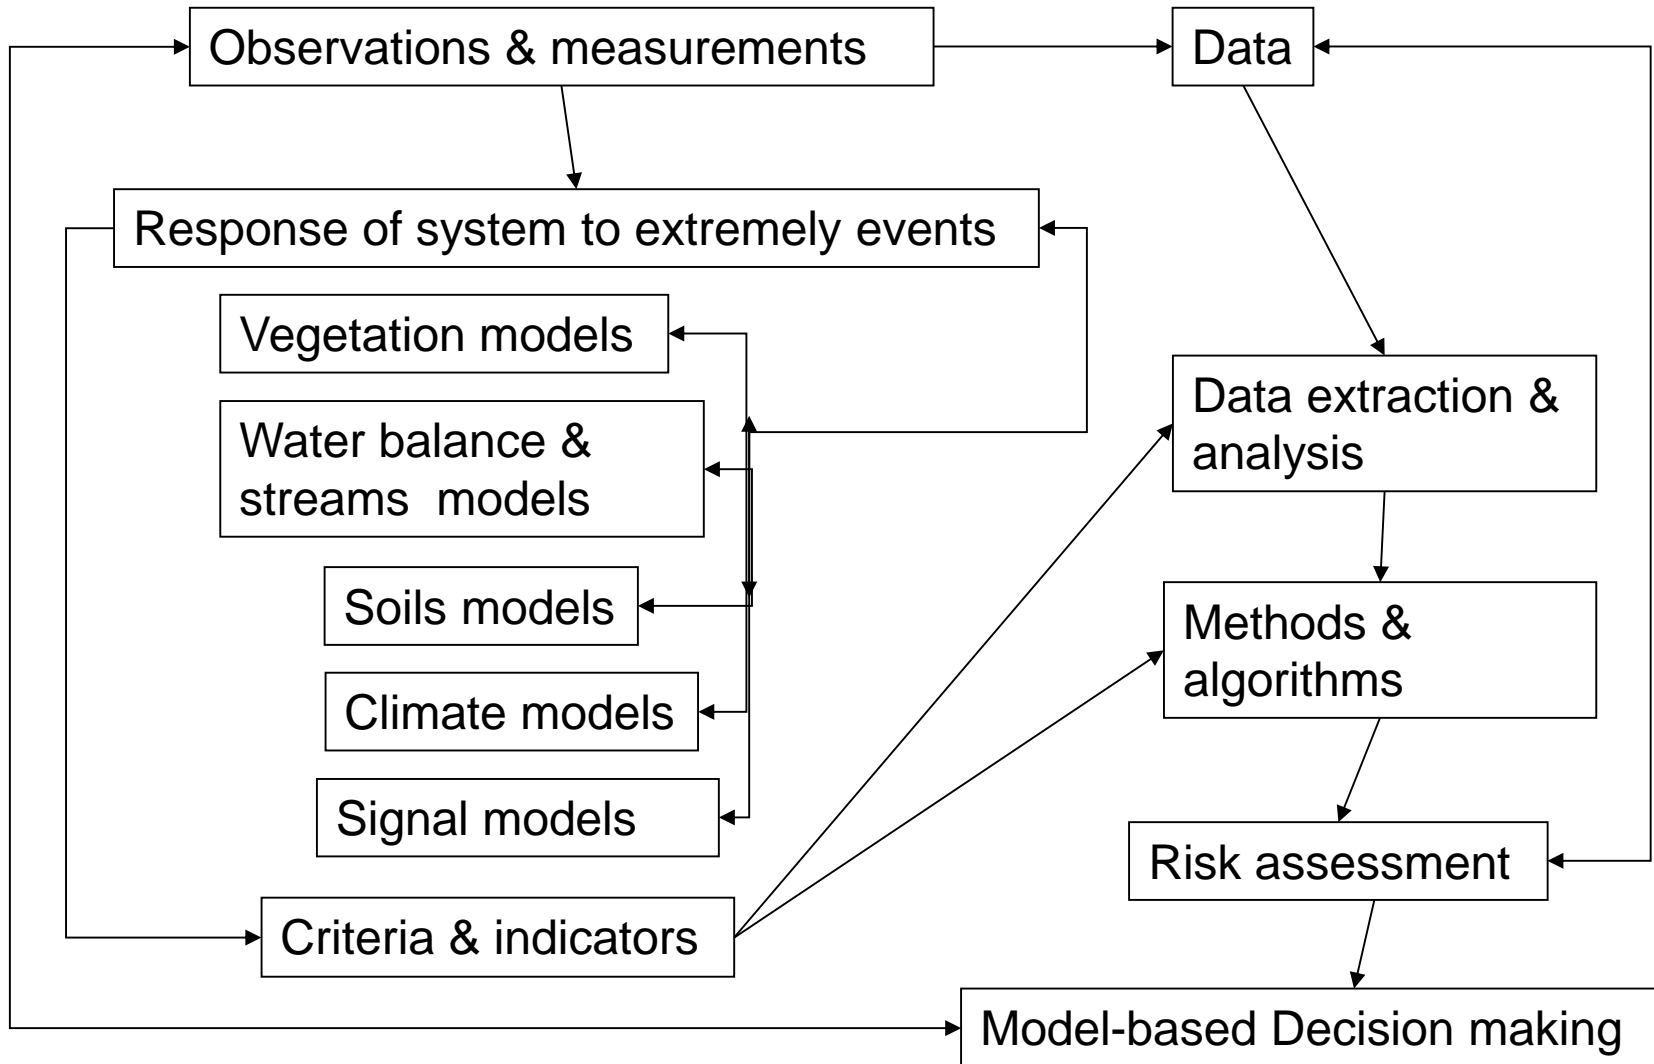 Observations & measurements
Data
Response of system to extremely events
Vegetation models
Water balance &
streams models
Soils models
Climate models
Signal models
Criteria & indicators
Data extraction &
analysis
Methods &
algorithms
Risk assessment
Model-based Decision making